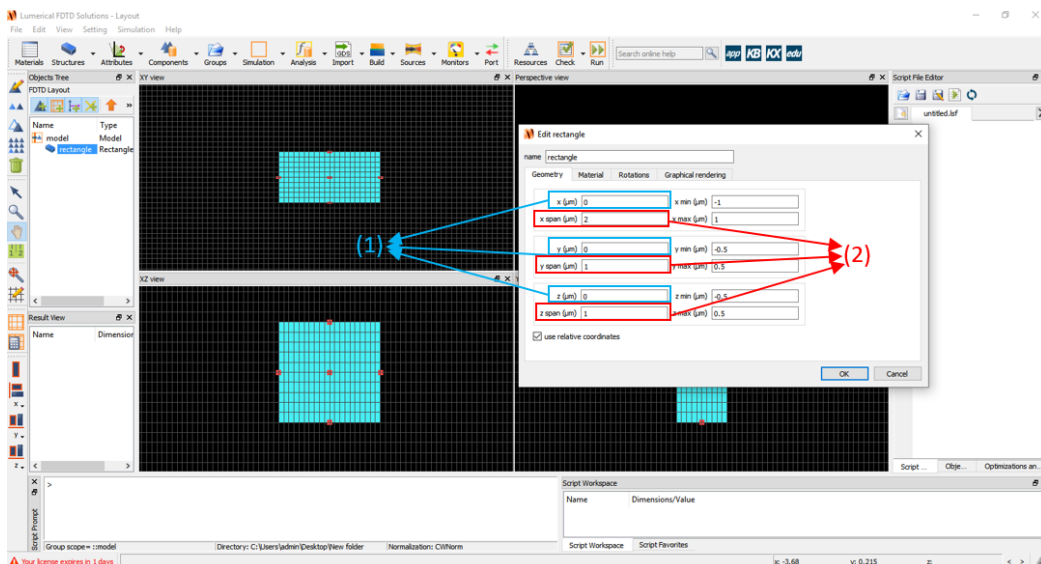 Lumerical FDTD Solutions - Layout
File Edit View Setting Simulation Help
Materials Structures Attributes Components Groups Simulation Analysis Import Build Sources Monitors Port Resources Check Run Search online help app KB KX edu
Objects Tree
FDTD Layout
Name Type
model Model
rectangle Rectangle
XY view
Perspective view
Script File Editor
untitled.lsf
Edit rectangle
name rectangle
Geometry Material Rotations Graphical rendering
x (μm) 0 x min (μm) -1
x span (μm) 2 x max (μm) 1
y (μm) 0 y min (μm) -0.5
y span (μm) 1 y max (μm) 0.5
z (μm) 0 z min (μm) -0.5
z span (μm) 1 z max (μm) 0.5
use relative coordinates
OK Cancel
(1)
(2)
XZ view
Result View
Name Dimension
x
y
z
Script ... Obje... Optimizations an...
Script Prompt
>
Group scope= ::model Directory: C:\Users\admin\Desktop\New folder Normalization: CWNorm
Script Workspace
Name Dimensions/Value
Script Workspace Script Favorites
Your license expires in 1 days
x: -3.68 y: 0.215 z: